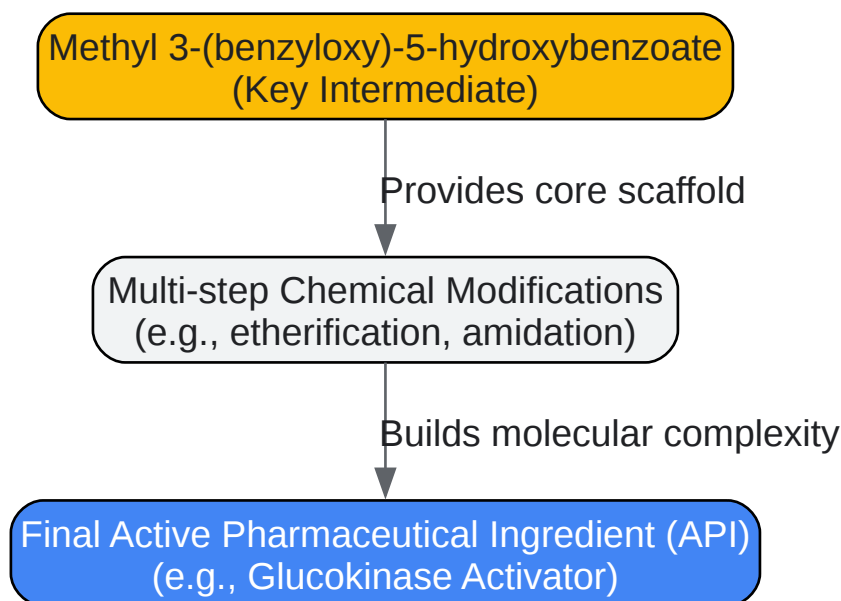 Methyl 3-(benzyloxy)-5-hydroxybenzoate
(Key Intermediate)
Provides core scaffold
Multi-step Chemical Modifications
(e.g., etherification, amidation)
Builds molecular complexity
Final Active Pharmaceutical Ingredient (API)
(e.g., Glucokinase Activator)